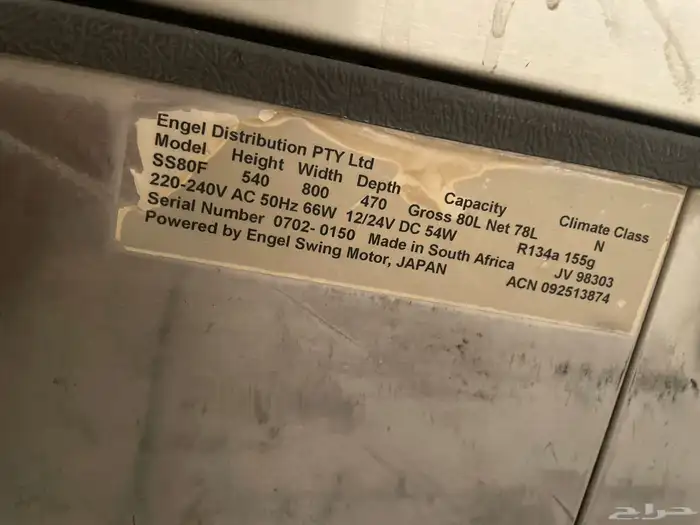 Engel Distribution PTY Ltd
Model Height Width Depth Capacity Climate Class
SS80F 540 800 470 Gross 80L Net 78L N
220-240V AC 50Hz 66W 12/24V DC 54W R134a 155g
Serial Number 0702- 0150 Made in South Africa JV 98303
Powered by Engel Swing Motor, JAPAN ACN 092513874
حراج